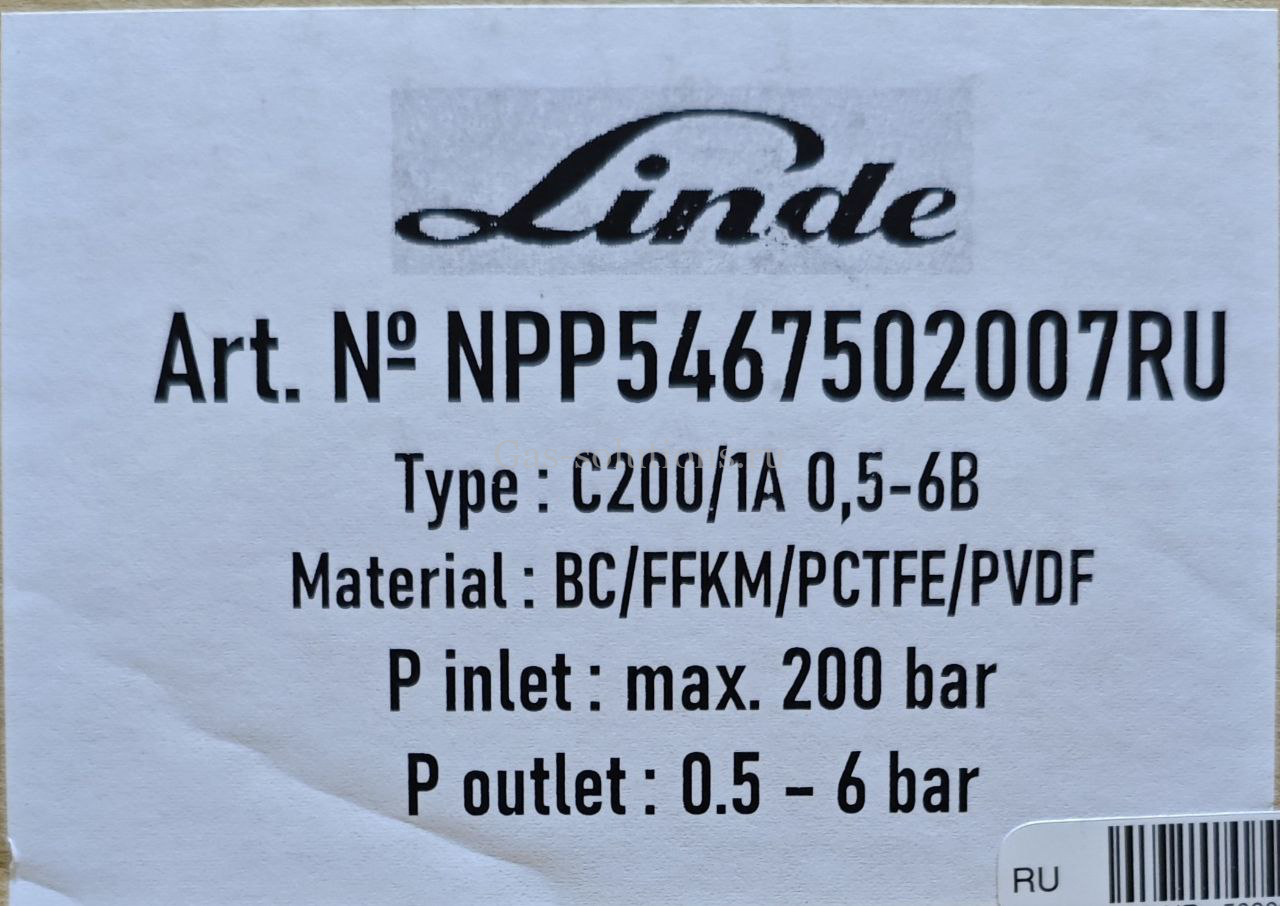 Linde
Art. Nº NPP5467502007RU
Type : C200/1A 0,5-6B
Material : BC/FFKM/PCTFE/PVDF
P inlet : max. 200 bar
P outlet : 0.5 – 6 bar
RU